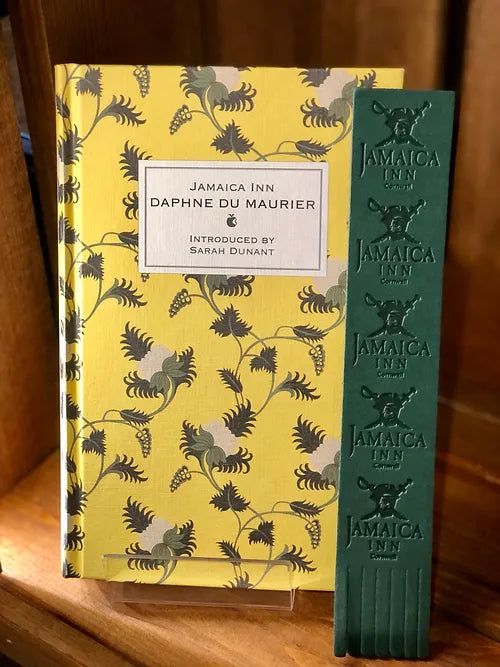 JAMAICA INN
DAPHNE DU MAURIER
INTRODUCED BY
SARAH DUNANT
JAMAICA
INN
Cornwall
JAMAICA
INN
Cornwall
JAMAICA
INN
Cornwall
JAMAICA
INN
Cornwall
JAMAICA
INN
Cornwall